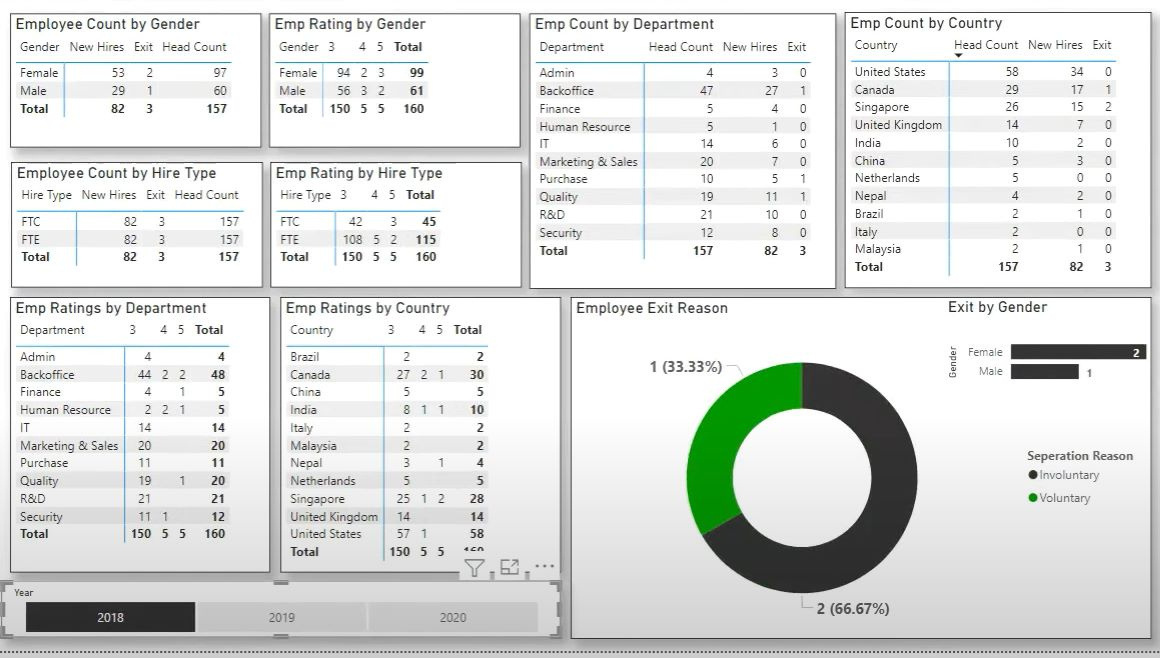 Employee Count by Gender
Gender New Hires Exit Head Count
Female 53 2 97
Male 29 1 60
Total 82 3 157
Emp Rating by Gender
Gender 3 4 5 Total
Female 94 2 3 99
Male 56 3 2 61
Total 150 5 5 160
Emp Count by Department
Department Head Count New Hires Exit
Admin 4 3 0
Backoffice 47 27 1
Finance 5 4 0
Human Resource 5 1 0
IT 14 6 0
Marketing & Sales 20 7 0
Purchase 10 5 1
Quality 19 11 1
R&D 21 10 0
Security 12 8 0
Total 157 82 3
Emp Count by Country
Country Head Count New Hires Exit
United States 58 34 0
Canada 29 17 1
Singapore 26 15 2
United Kingdom 14 7 0
India 10 2 0
China 5 3 0
Netherlands 5 0 0
Nepal 4 2 0
Brazil 2 1 0
Italy 2 0 0
Malaysia 2 1 0
Total 157 82 3
Employee Count by Hire Type
Hire Type New Hires Exit Head Count
FTC 82 3 157
FTE 82 3 157
Total 82 3 157
Emp Rating by Hire Type
Hire Type 3 4 5 Total
FTC 42 3 45
FTE 108 5 2 115
Total 150 5 5 160
Emp Ratings by Department
Department 3 4 5 Total
Admin 4 4
Backoffice 44 2 2 48
Finance 4 1 5
Human Resource 2 2 1 5
IT 14 14
Marketing & Sales 20 20
Purchase 11 11
Quality 19 1 20
R&D 21 21
Security 11 1 12
Total 150 5 5 160
Emp Ratings by Country
Country 3 4 5 Total
Brazil 2 2
Canada 27 2 1 30
China 5 5
India 8 1 1 10
Italy 2 2
Malaysia 2 2
Nepal 3 1 4
Netherlands 5 5
Singapore 25 1 2 28
United Kingdom 14 14
United States 57 1 58
Total 150 5 5
Employee Exit Reason
1 (33.33%)
2 (66.67%)
Exit by Gender
Gender
Female 2
Male 1
Seperation Reason
Involuntary
Voluntary
Year
2018 2019 2020